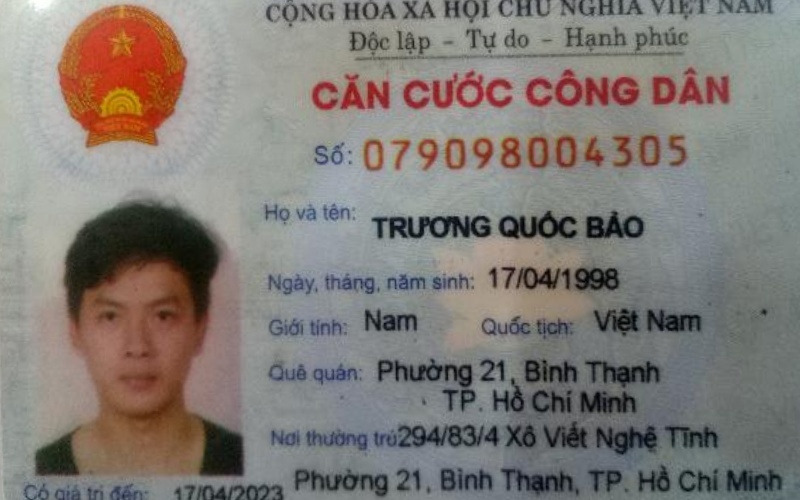 CỘNG HÒA XÃ HỘI CHỦ NGHĨA VIỆT NAM
Độc lập - Tự do - Hạnh phúc
CĂN CƯỚC CÔNG DÂN
Số: 079098004305
Họ và tên: TRƯƠNG QUỐC BẢO
Ngày, tháng, năm sinh: 17/04/1998
Giới tính: Nam Quốc tịch: Việt Nam
Quê quán: Phường 21, Bình Thạnh
TP. Hồ Chí Minh
Nơi thường trú: 294/83/4 Xô Viết Nghệ Tĩnh
Phường 21, Bình Thạnh, TP. Hồ Chí Minh
Có giá trị đến: 17/04/2023